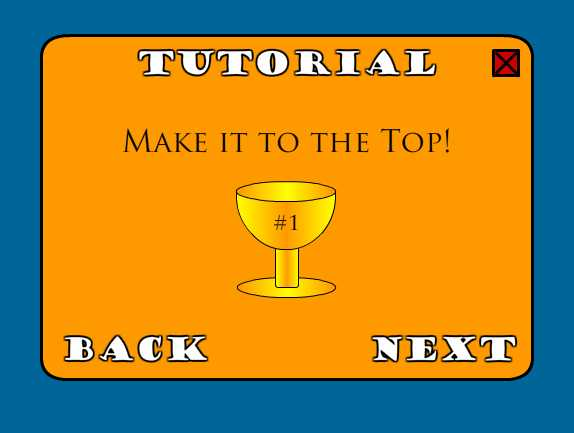 TUTORIAL
Make it to the Top!
#1
BACK NEXT